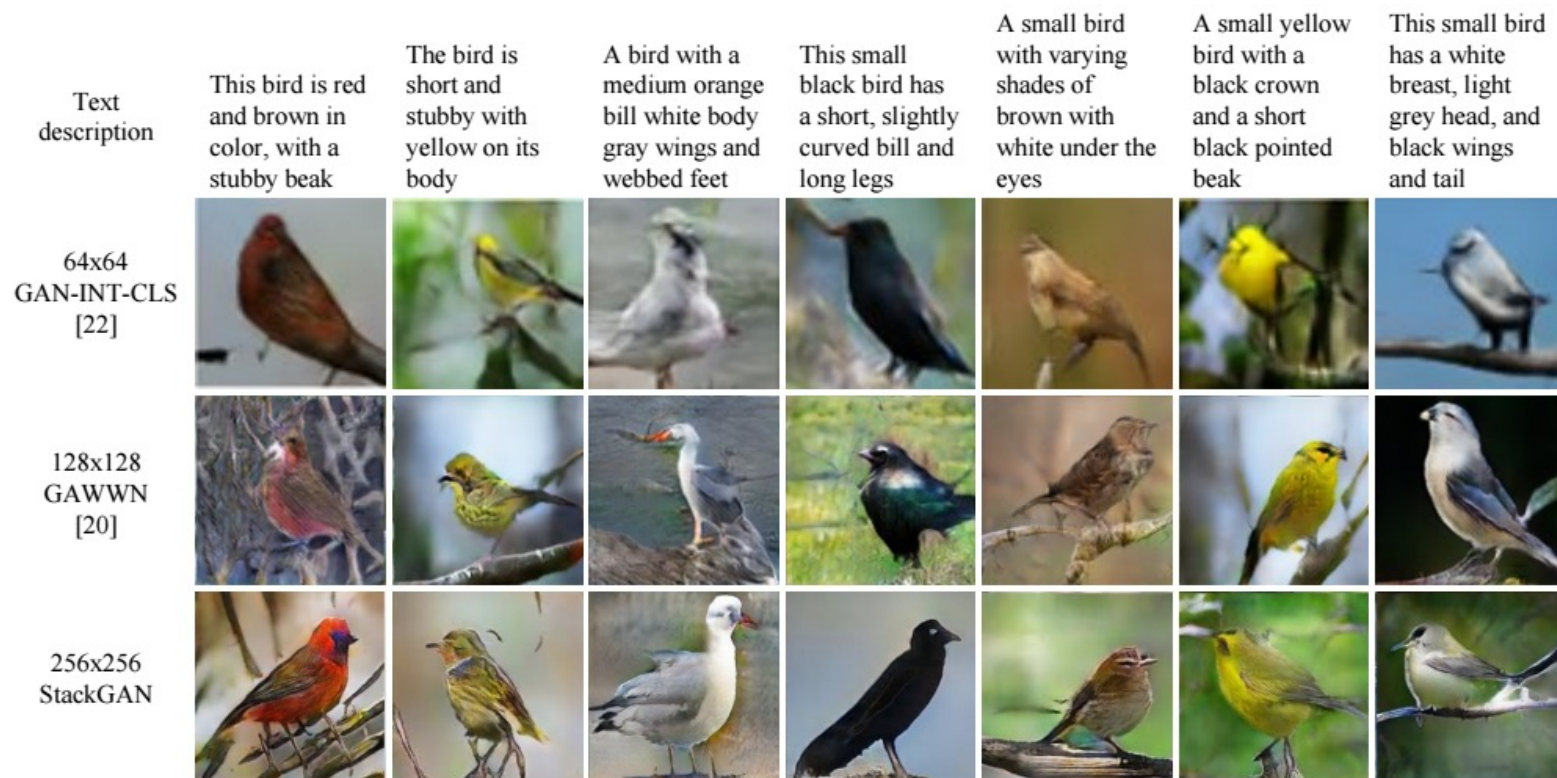 Text
description
This bird is red
and brown in
color, with a
stubby beak
The bird is
short and
stubby with
yellow on its
body
A bird with a
medium orange
bill white body
gray wings and
webbed feet
This small
black bird has
a short, slightly
curved bill and
long legs
A small bird
with varying
shades of
brown with
white under the
eyes
A small yellow
bird with a
black crown
and a short
black pointed
beak
This small bird
has a white
breast, light
grey head, and
black wings
and tail
64x64
GAN-INT-CLS
[22]
128x128
GAWWN
[20]
256x256
StackGAN